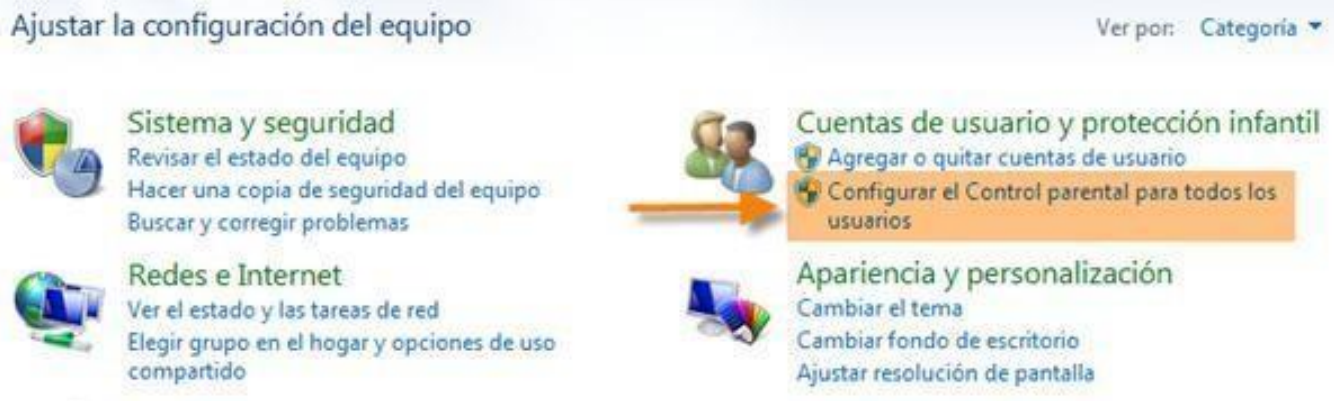 Ajustar la configuración del equipo
Ver por: Categoría
Sistema y seguridad
Revisar el estado del equipo
Hacer una copia de seguridad del equipo
Buscar y corregir problemas
Cuentas de usuario y protección infantil
Agregar o quitar cuentas de usuario
Configurar el Control parental para todos los
usuarios
Redes e Internet
Ver el estado y las tareas de red
Elegir grupo en el hogar y opciones de uso
compartido
Apariencia y personalización
Cambiar el tema
Cambiar fondo de escritorio
Ajustar resolución de pantalla